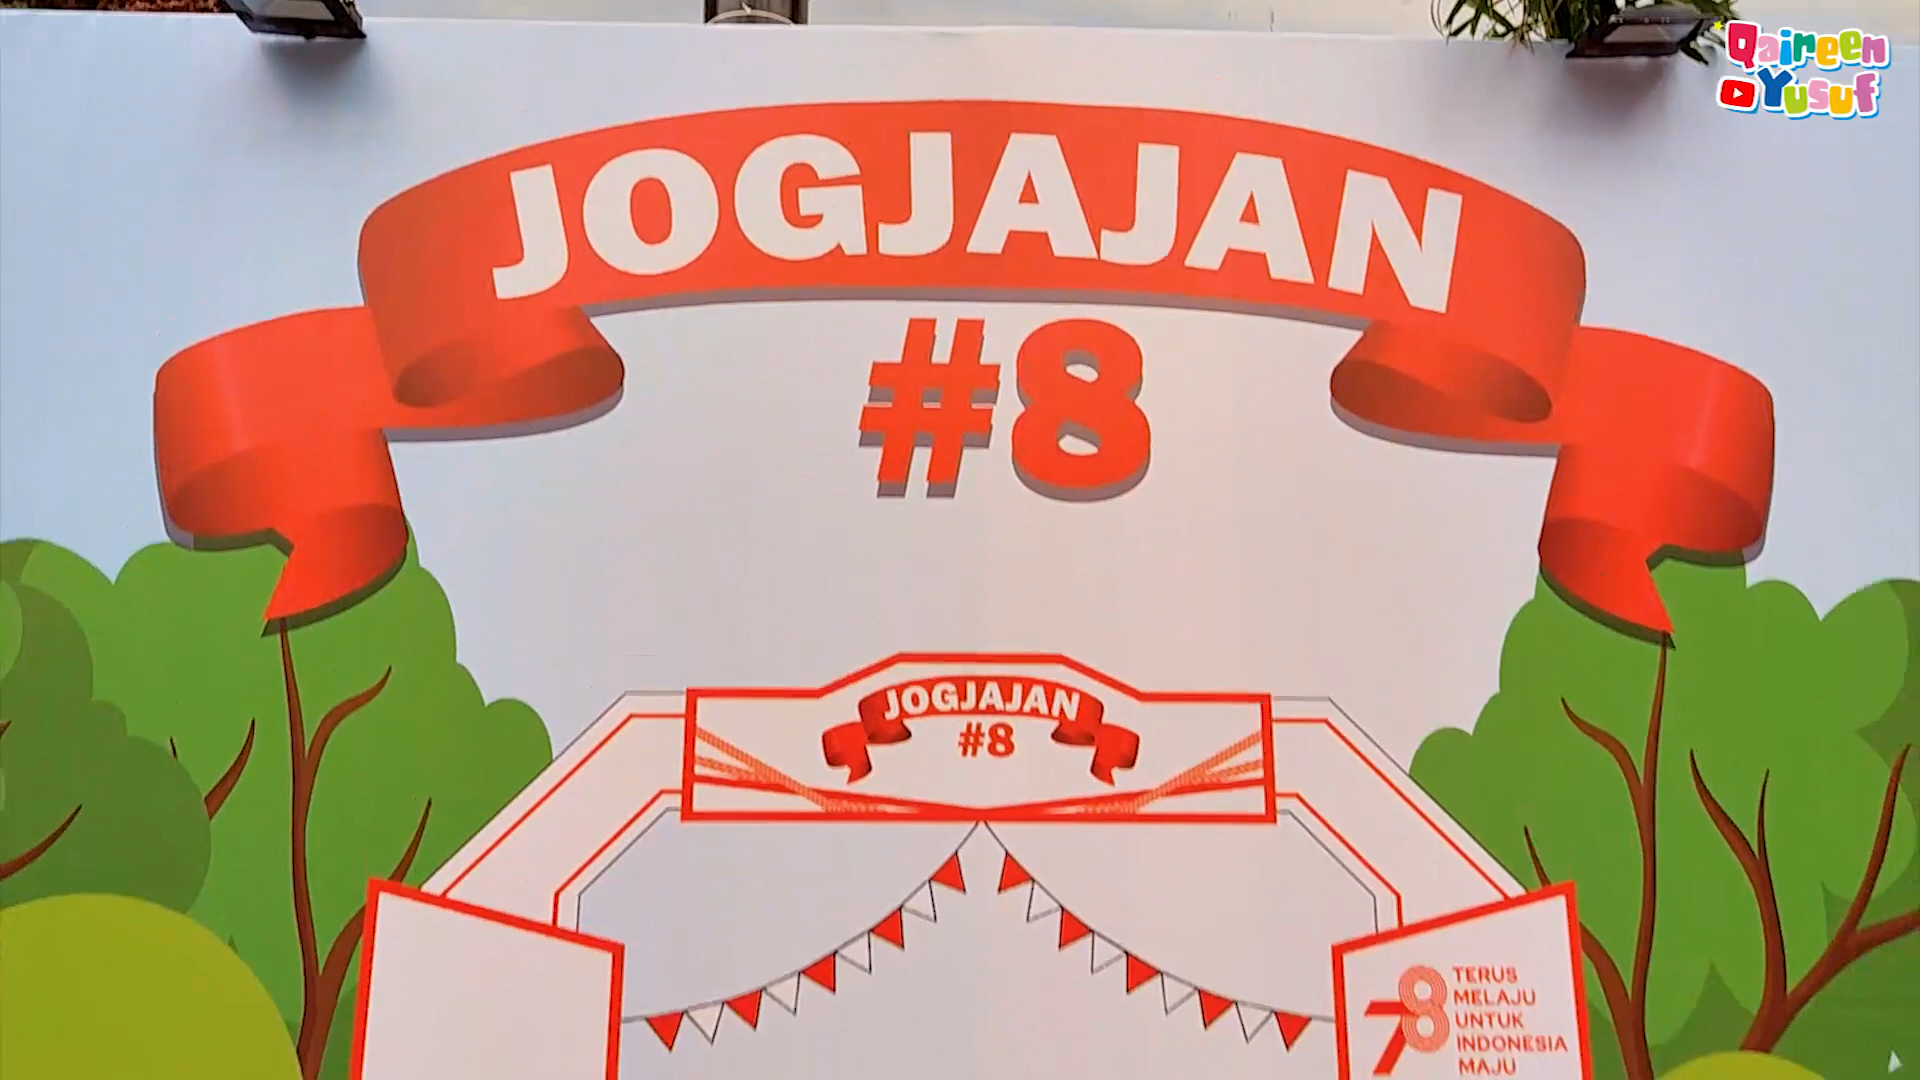 Qaireen
Yusuf
JOGJAJAN
#8
JOGJAJAN
#8
78
TERUS
MELAJU
UNTUK
INDONESIA
MAJU